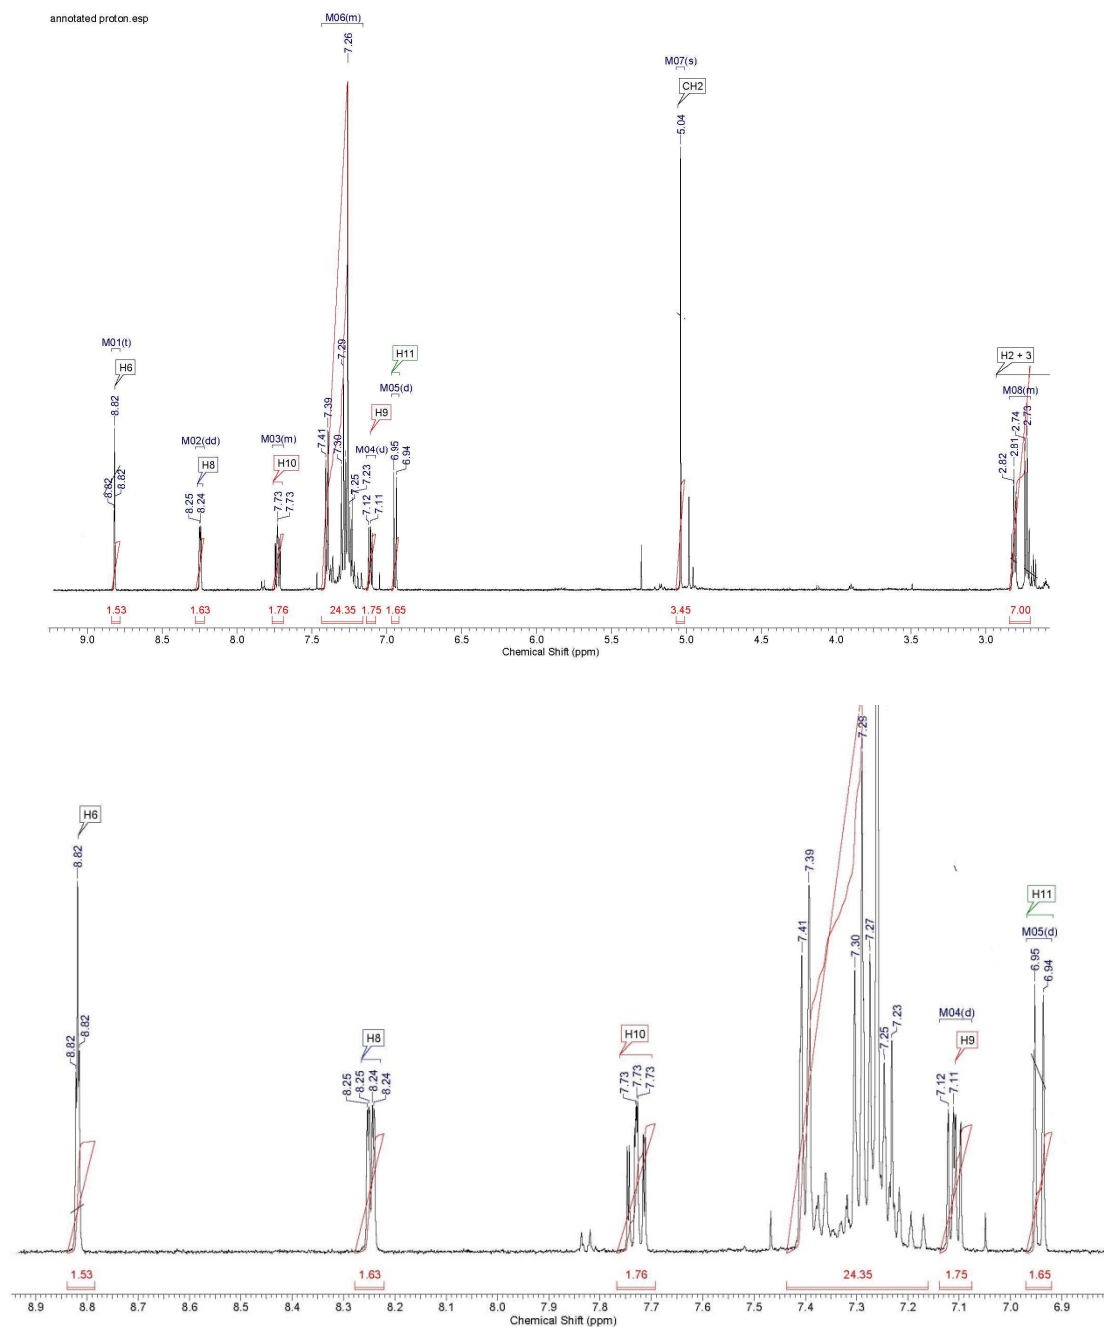 annotated proton.esp
M06(m)
7.26
M07(s)
CH2
5.04
M01(t)
H6
8.82
8.82
8.82
M02(dd)
H8
8.25
8.24
M03(m)
H10
7.73
7.73
7.41
7.39
7.30
7.29
7.25
7.23
H9
M04(d)
7.12
7.11
H11
M05(d)
6.95
6.94
H2 + 3
M08(m)
2.82
2.81
2.74
2.73
1.53 1.63 1.76 24.35 1.75 1.65 3.45 7.00
9.0 8.5 8.0 7.5 7.0 6.5 6.0 5.5 5.0 4.5 4.0 3.5 3.0
Chemical Shift (ppm)
H6
8.82
8.82
8.82
H8
8.25
8.25
8.24
8.24
H10
7.73
7.73
7.73
7.41
7.39
7.30
7.29
7.27
7.25
7.23
M04(d)
H9
7.12
7.11
H11
M05(d)
6.95
6.94
1.53 1.63 1.76 24.35 1.75 1.65
8.9 8.8 8.7 8.6 8.5 8.4 8.3 8.2 8.1 8.0 7.9 7.8 7.7 7.6 7.5 7.4 7.3 7.2 7.1 7.0 6.9
Chemical Shift (ppm)